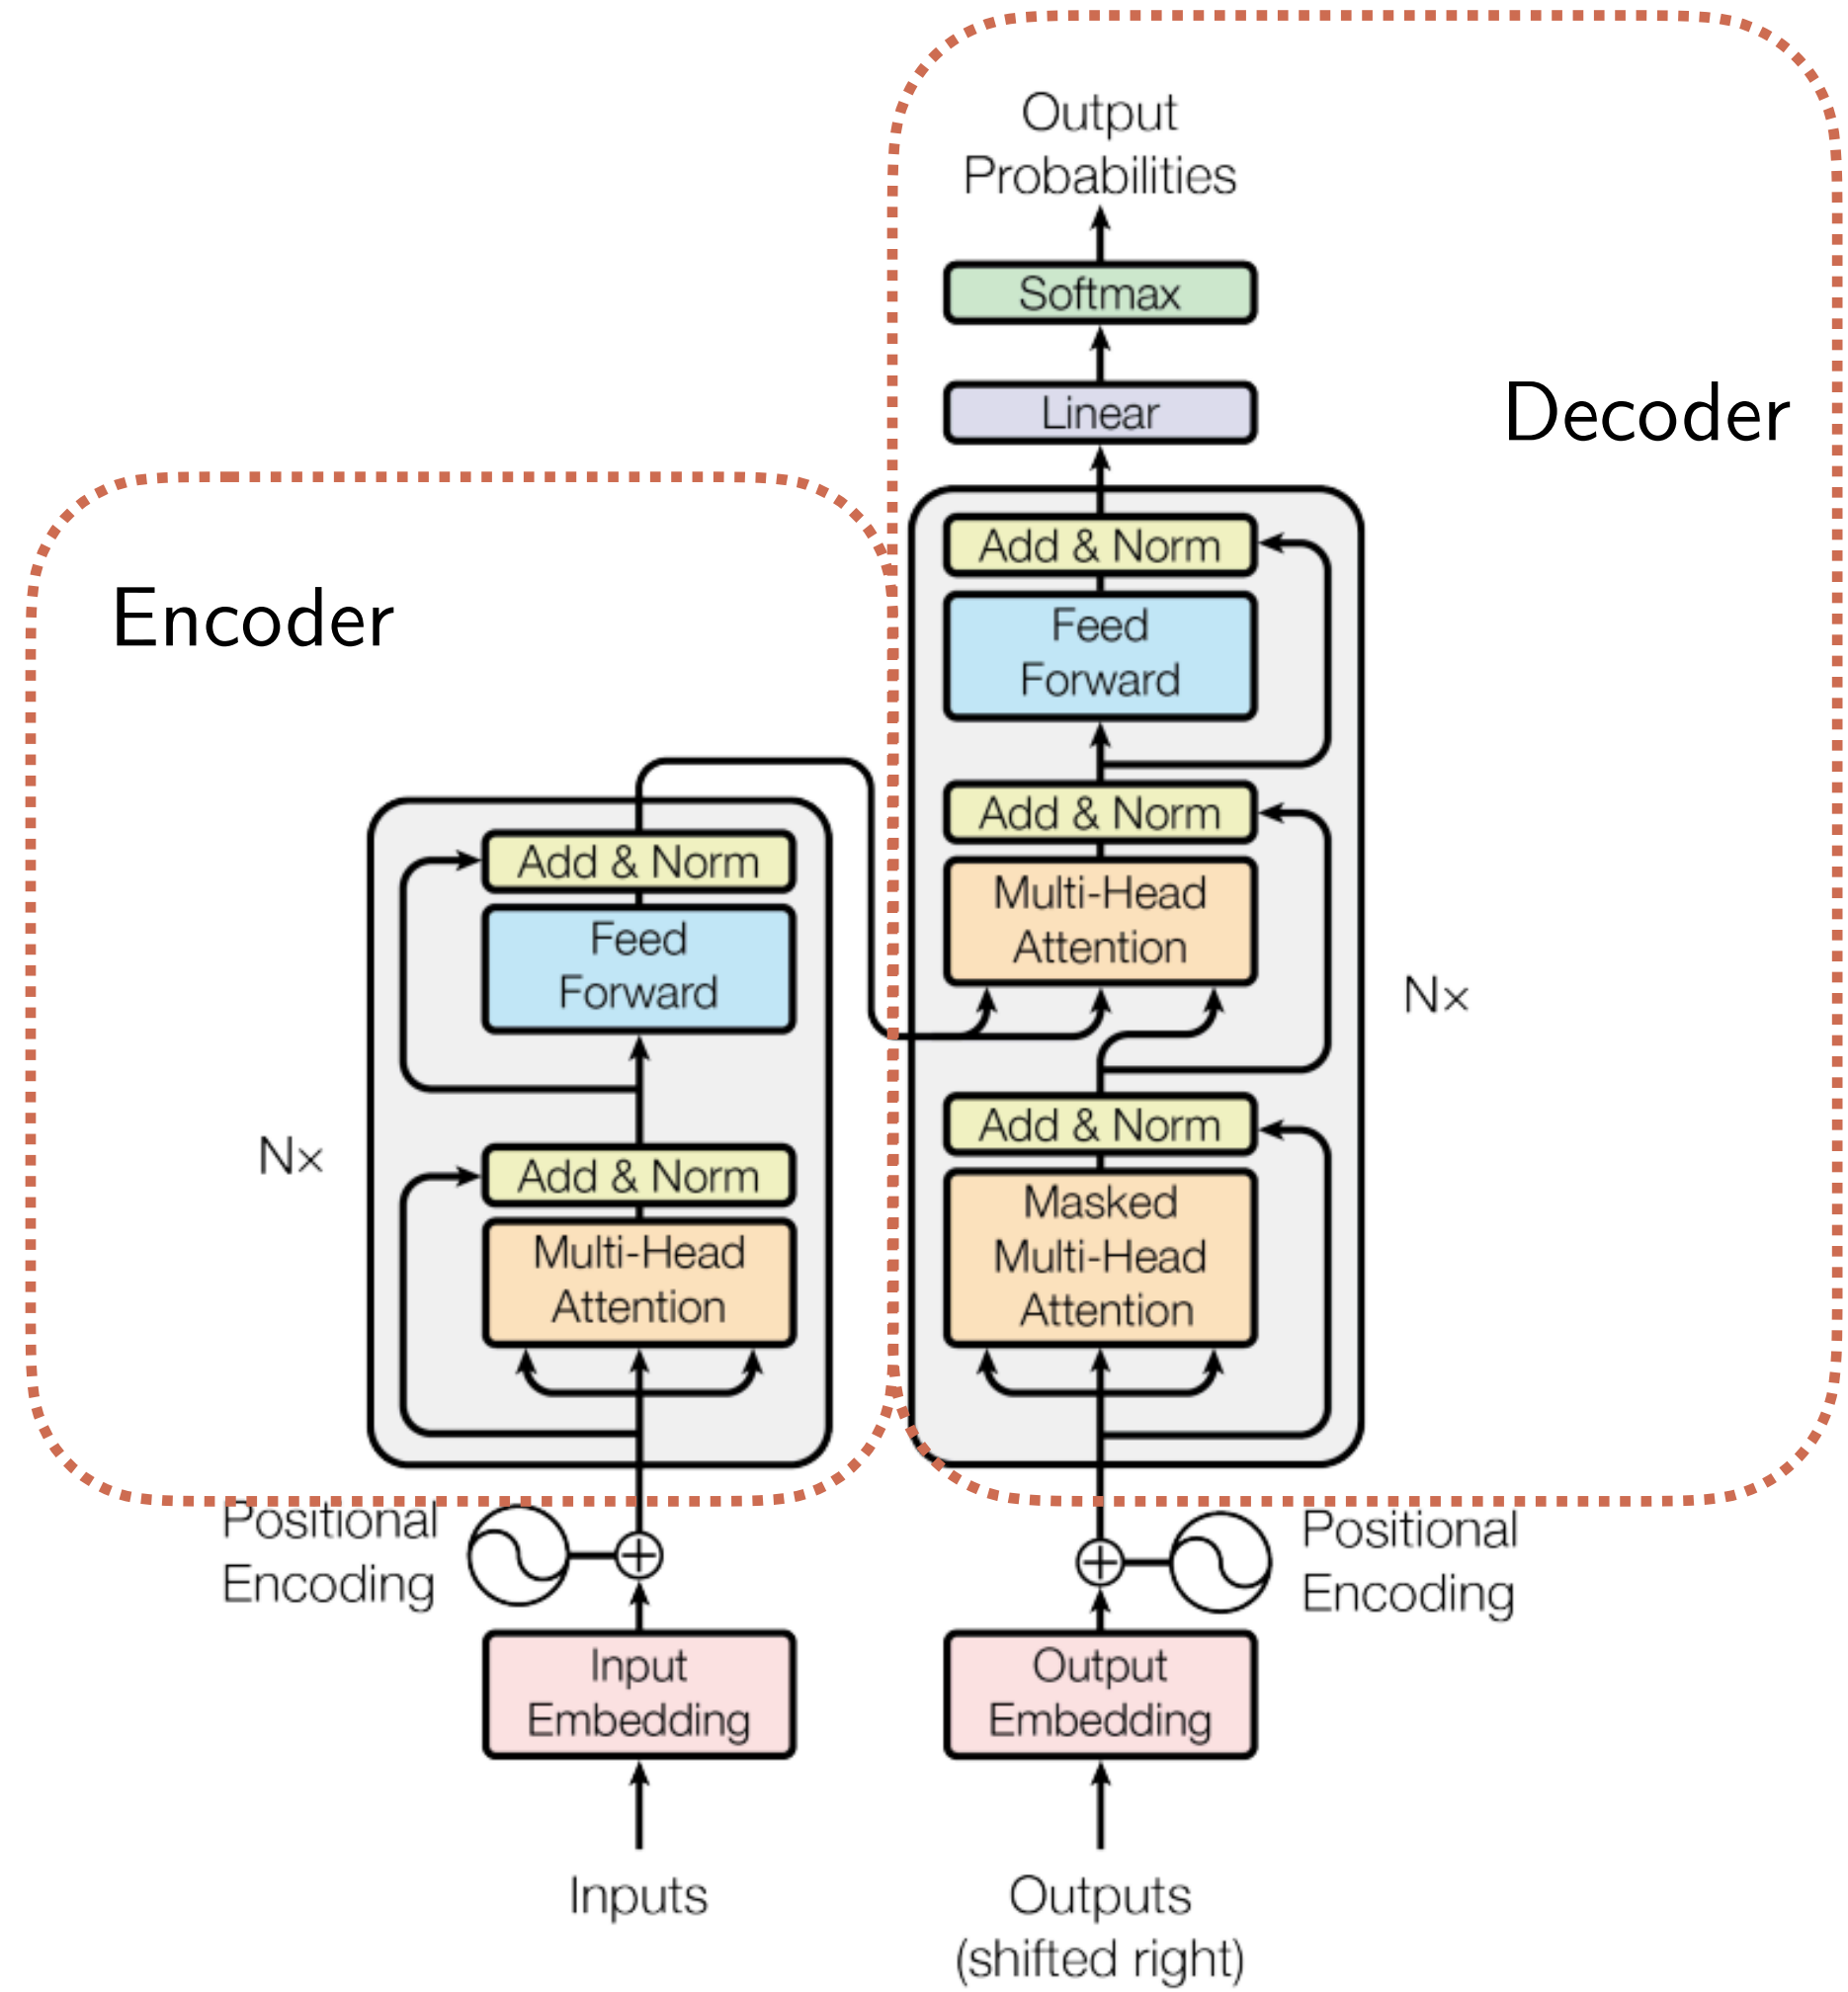 Output
Probabilities
Softmax
Linear
Decoder
Add & Norm
Feed
Forward
Add & Norm
Multi-Head
Attention
N×
Add & Norm
Masked
Multi-Head
Attention
Encoder
Add & Norm
Feed
Forward
N×
Add & Norm
Multi-Head
Attention
Positional
Encoding
Positional
Encoding
Input
Embedding
Output
Embedding
Inputs
Outputs
(shifted right)